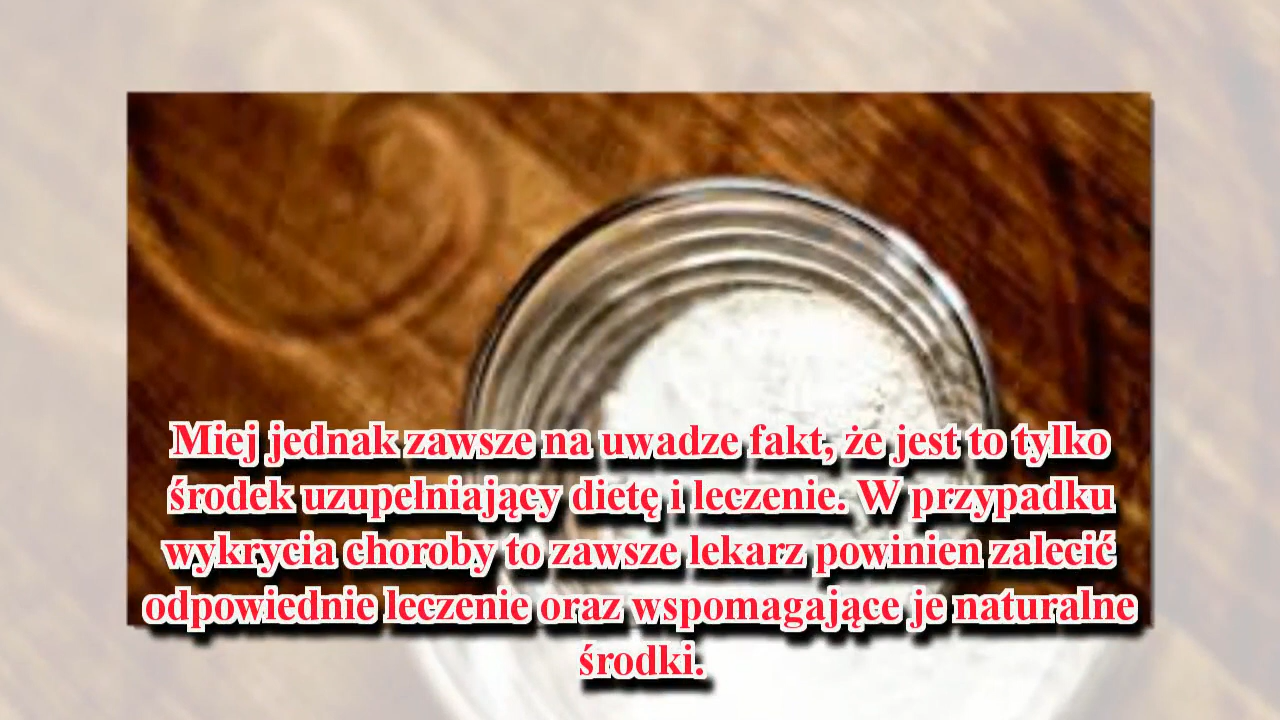 Miej jednak zawsze na uwadze fakt, że jest to tylko
środek uzupełniający dietę i leczenie. W przypadku
wykrycia choroby to zawsze lekarz powinien zalecić
odpowiednie leczenie oraz wspomagające je naturalne
środki.